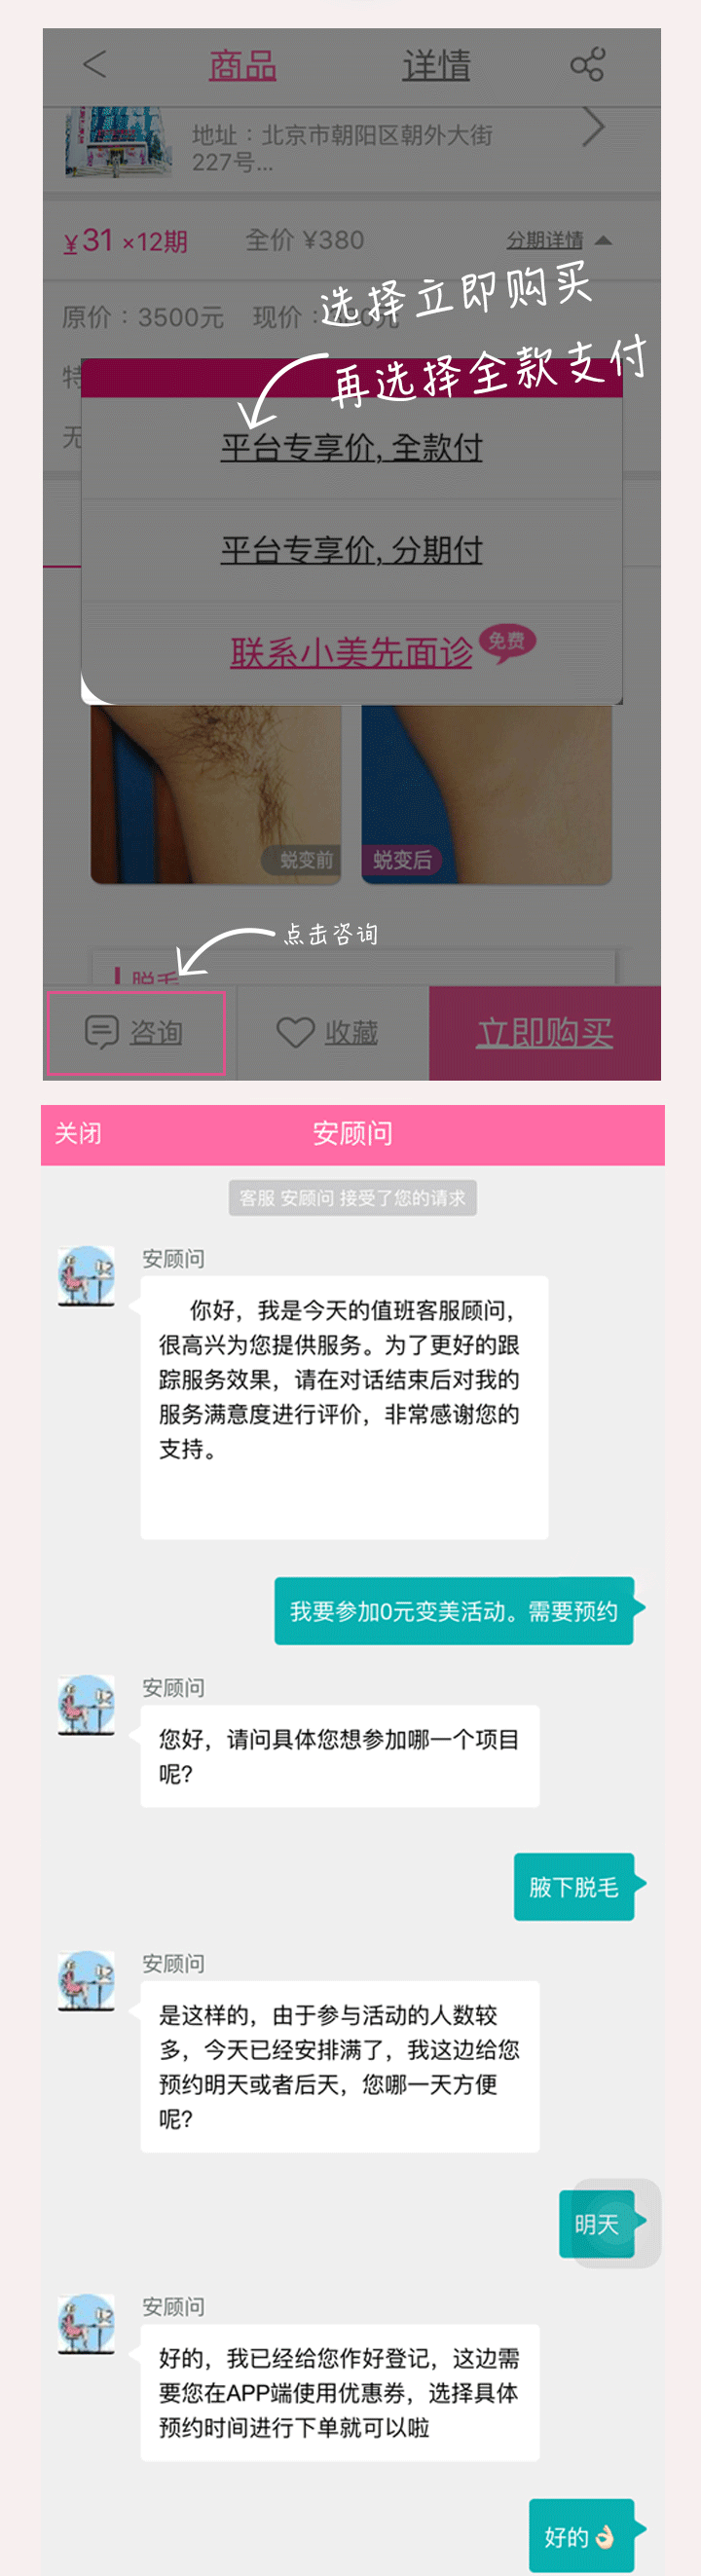 商品
详情
地址：北京市朝阳区朝外大街
227号...
¥31 ×12期
全价 ¥380
分期详情
选择立即购买
原价：3500元 现价：380元
再选择全款支付
特
无
平台专享价, 全款付
平台专享价, 分期付
联系小美先面诊
免费
蜕变前
蜕变后
点击咨询
脱毛
咨询
收藏
立即购买
关闭
安顾问
客服 安顾问 接受了您的请求
安顾问
你好，我是今天的值班客服顾问，
很高兴为您提供服务。为了更好的跟
踪服务效果，请在对话结束后对我的
服务满意度进行评价，非常感谢您的
支持。
我要参加0元变美活动。需要预约
安顾问
您好，请问具体您想参加哪一个项目
呢？
腋下脱毛
安顾问
是这样的，由于参与活动的人数较
多，今天已经安排满了，我这边给您
预约明天或者后天，您哪一天方便
呢？
明天
安顾问
好的，我已经给您作好登记，这边需
要您在APP端使用优惠券，选择具体
预约时间进行下单就可以啦
好的👌🏻